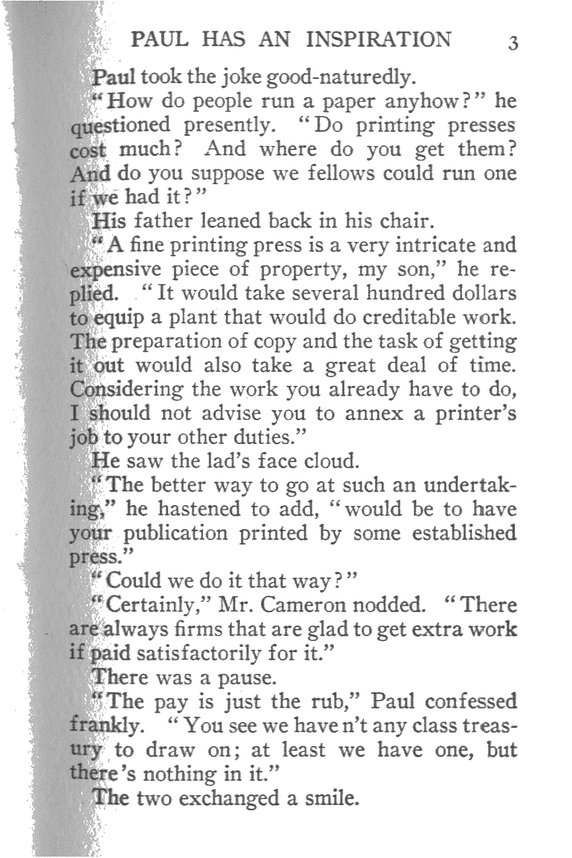 PAUL HAS AN INSPIRATION 3
Paul took the joke good-naturedly.
"How do people run a paper anyhow?" he
questioned presently. "Do printing presses
cost much? And where do you get them?
And do you suppose we fellows could run one
if we had it?"
His father leaned back in his chair.
"A fine printing press is a very intricate and
expensive piece of property, my son," he re-
plied. "It would take several hundred dollars
to equip a plant that would do creditable work.
The preparation of copy and the task of getting
it out would also take a great deal of time.
Considering the work you already have to do,
I should not advise you to annex a printer's
job to your other duties."
He saw the lad's face cloud.
"The better way to go at such an undertak-
ing," he hastened to add, "would be to have
your publication printed by some established
press."
"Could we do it that way?"
"Certainly," Mr. Cameron nodded. "There
are always firms that are glad to get extra work
if paid satisfactorily for it."
There was a pause.
"The pay is just the rub," Paul confessed
frankly. "You see we have n't any class treas-
ury to draw on; at least we have one, but
there's nothing in it."
The two exchanged a smile.